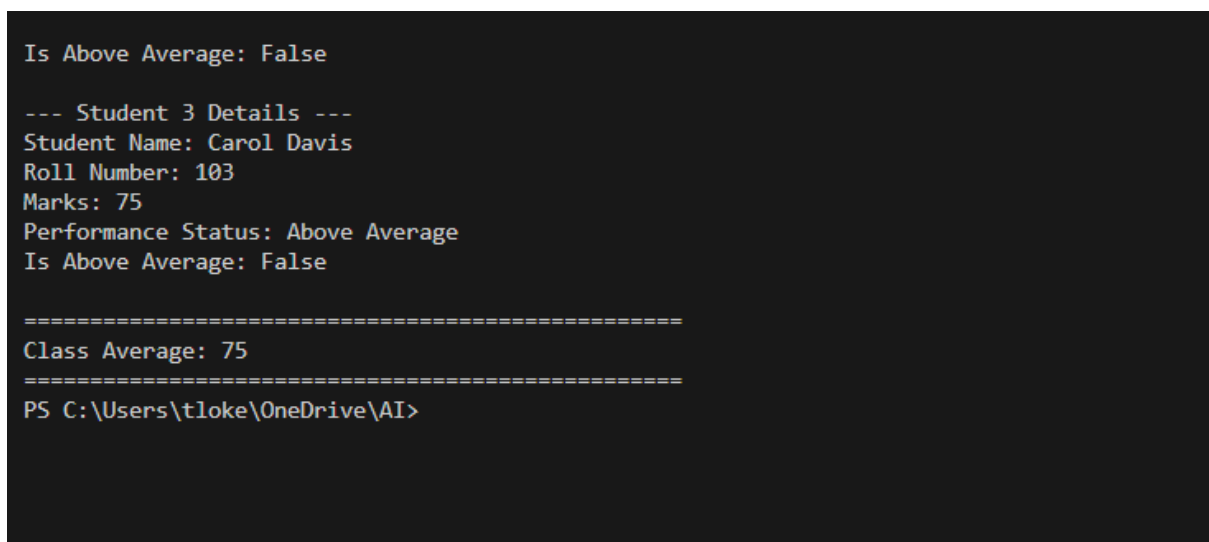 Is Above Average: False
--- Student 3 Details ---
Student Name: Carol Davis
Roll Number: 103
Marks: 75
Performance Status: Above Average
Is Above Average: False
==================================================
Class Average: 75
==================================================
PS C:\Users\tloke\OneDrive\AI>